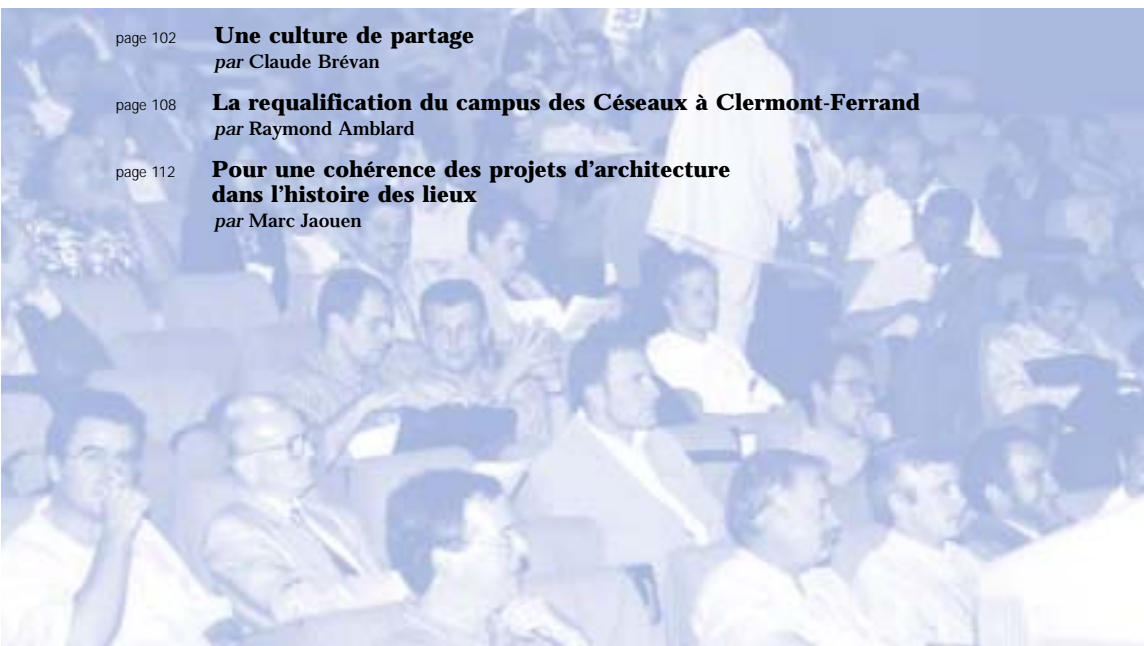 page 102 Une culture de partage
par Claude Brévan
page 108 La requalification du campus des Céseaux à Clermont-Ferrand
par Raymond Amblard
page 112 Pour une cohérence des projets d'architecture
dans l'histoire des lieux
par Marc Jaouen